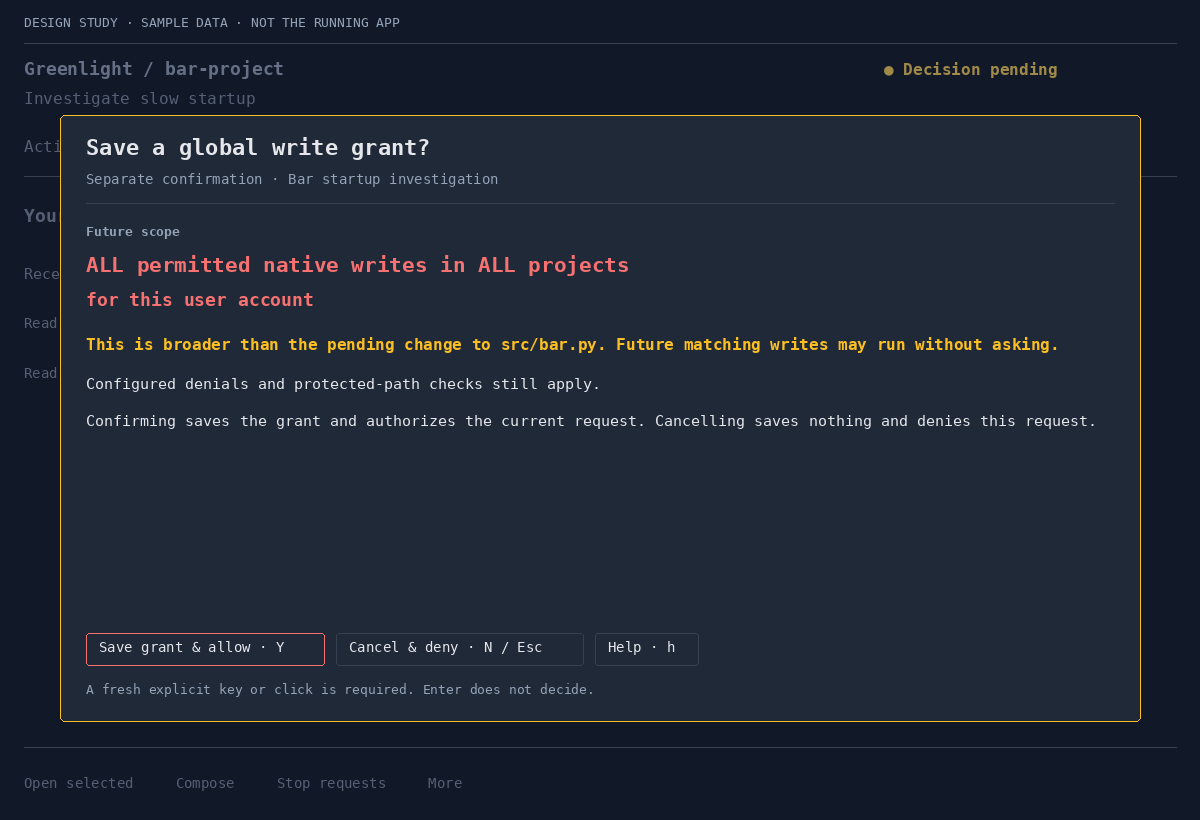 DESIGN STUDY · SAMPLE DATA · NOT THE RUNNING APP
Greenlight / bar-project
● Decision pending
Investigate slow startup
Acti
Save a global write grant?
Separate confirmation · Bar startup investigation
Your
Future scope
ALL permitted native writes in ALL projects
Rece
for this user account
Read
This is broader than the pending change to src/bar.py. Future matching writes may run without asking.
Read
Configured denials and protected-path checks still apply.
Confirming saves the grant and authorizes the current request. Cancelling saves nothing and denies this request.
Save grant & allow · Y
Cancel & deny · N / Esc
Help · h
A fresh explicit key or click is required. Enter does not decide.
Open selected
Compose
Stop requests
More